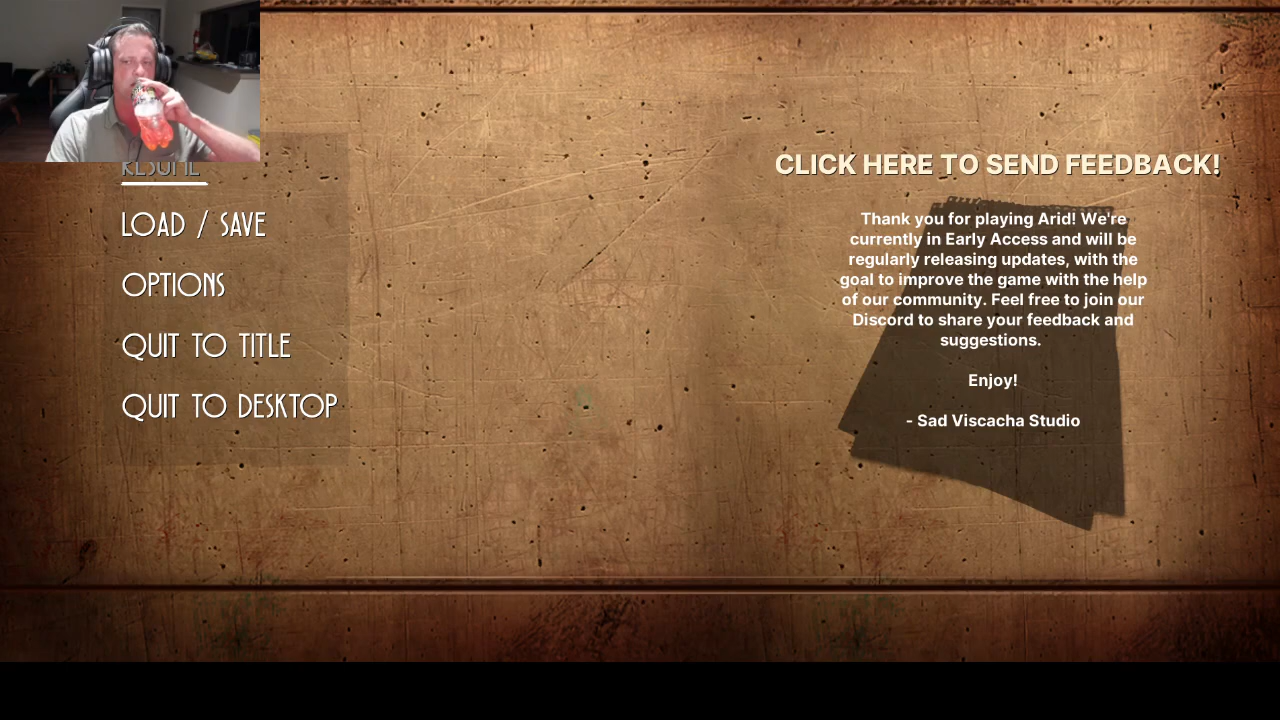 RESUME
LOAD / SAVE
OPTIONS
QUIT TO TITLE
QUIT TO DESKTOP
CLICK HERE TO SEND FEEDBACK!
Thank you for playing Arid! We're
currently in Early Access and will be
regularly releasing updates, with the
goal to improve the game with the help
of our community. Feel free to join our
Discord to share your feedback and
suggestions.
Enjoy!
- Sad Viscacha Studio